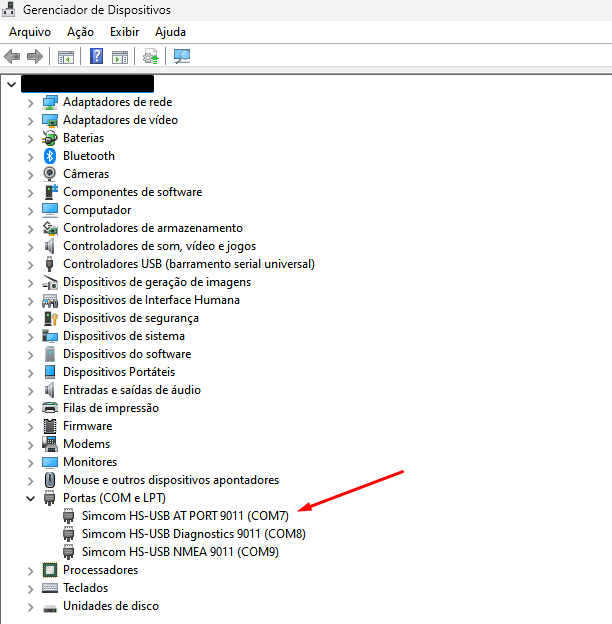 Gerenciador de Dispositivos
Arquivo Ação Exibir Ajuda
Adaptadores de rede
Adaptadores de vídeo
Baterias
Bluetooth
Câmeras
Componentes de software
Computador
Controladores de armazenamento
Controladores de som, vídeo e jogos
Controladores USB (barramento serial universal)
Dispositivos de geração de imagens
Dispositivos de Interface Humana
Dispositivos de segurança
Dispositivos de sistema
Dispositivos do software
Dispositivos Portáteis
Entradas e saídas de áudio
Filas de impressão
Firmware
Modems
Monitores
Mouse e outros dispositivos apontadores
Portas (COM e LPT)
Simcom HS-USB AT PORT 9011 (COM7)
Simcom HS-USB Diagnostics 9011 (COM8)
Simcom HS-USB NMEA 9011 (COM9)
Processadores
Teclados
Unidades de disco